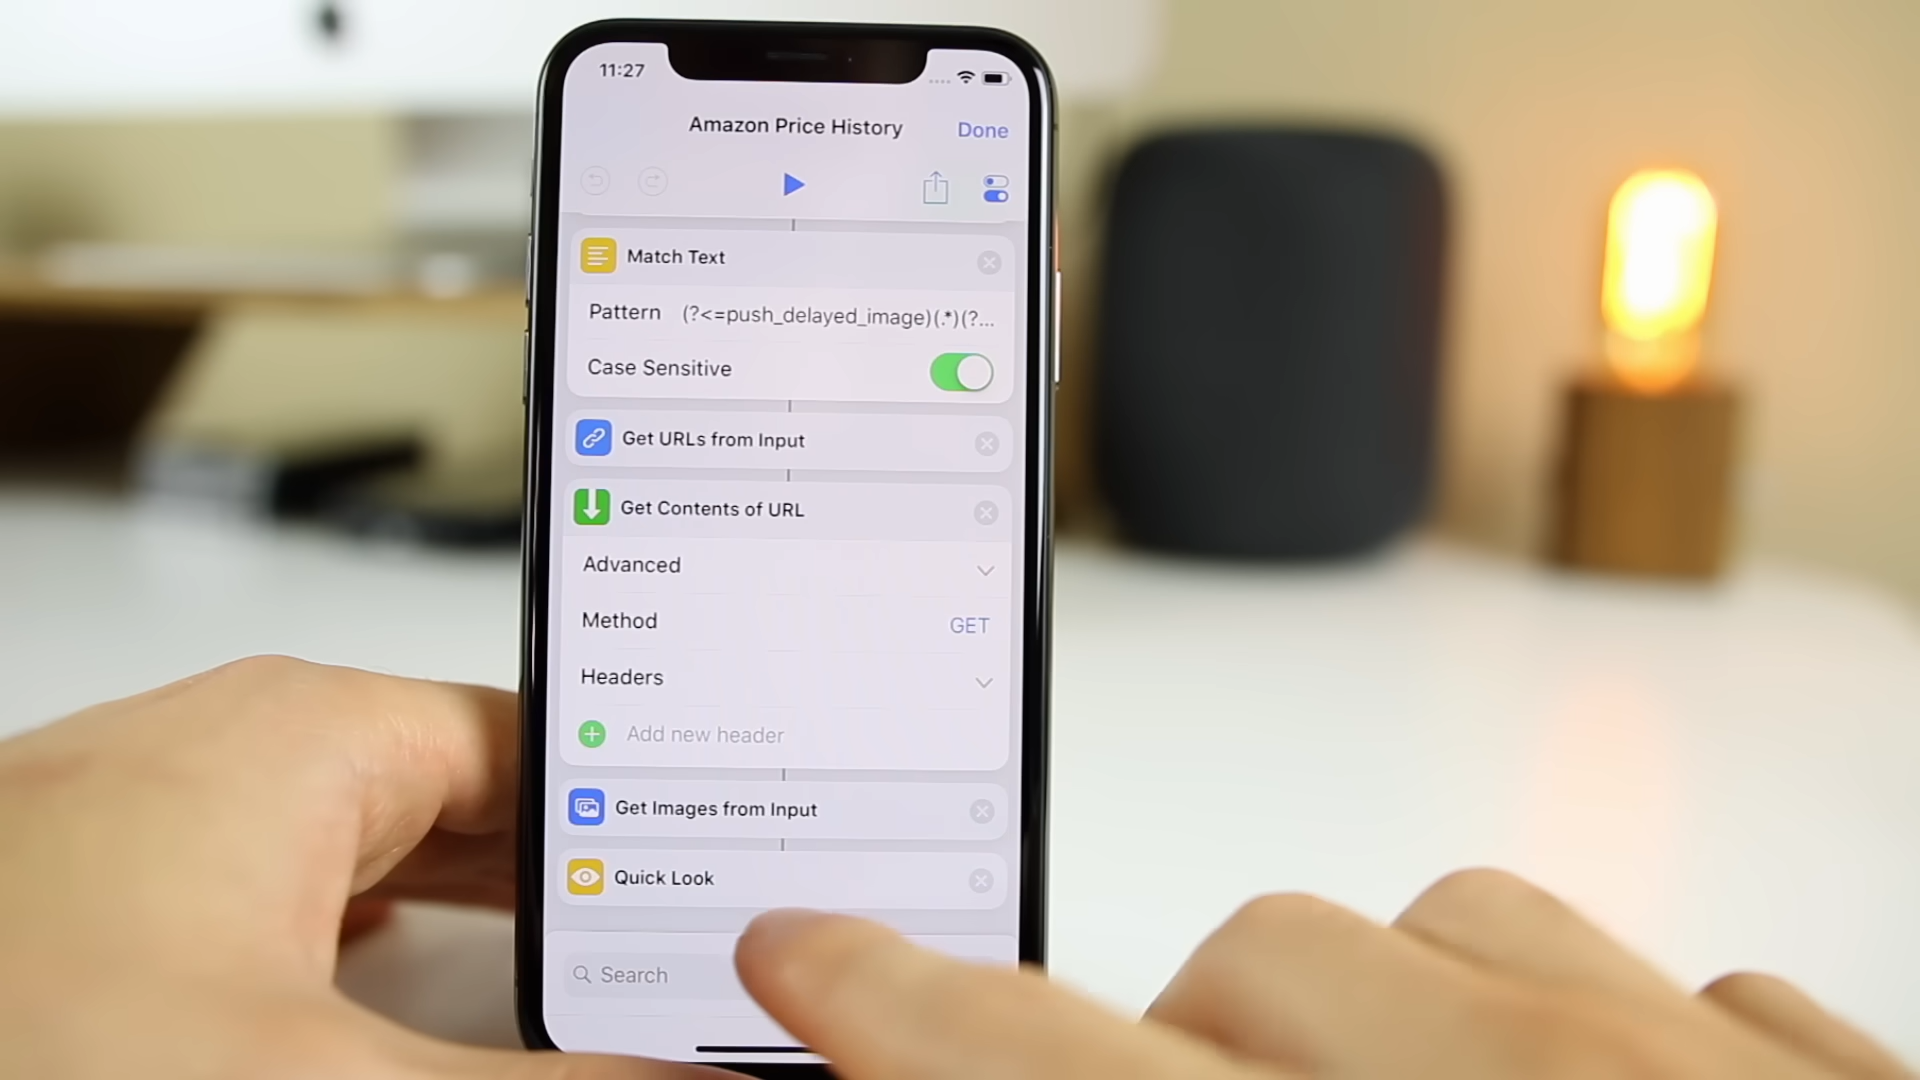 11:27
Amazon Price History
Done
Match Text
Pattern (?<=push_delayed_image)(.*)(?...
Case Sensitive
Get URLs from Input
Get Contents of URL
Advanced
Method GET
Headers
Add new header
Get Images from Input
Quick Look
Search